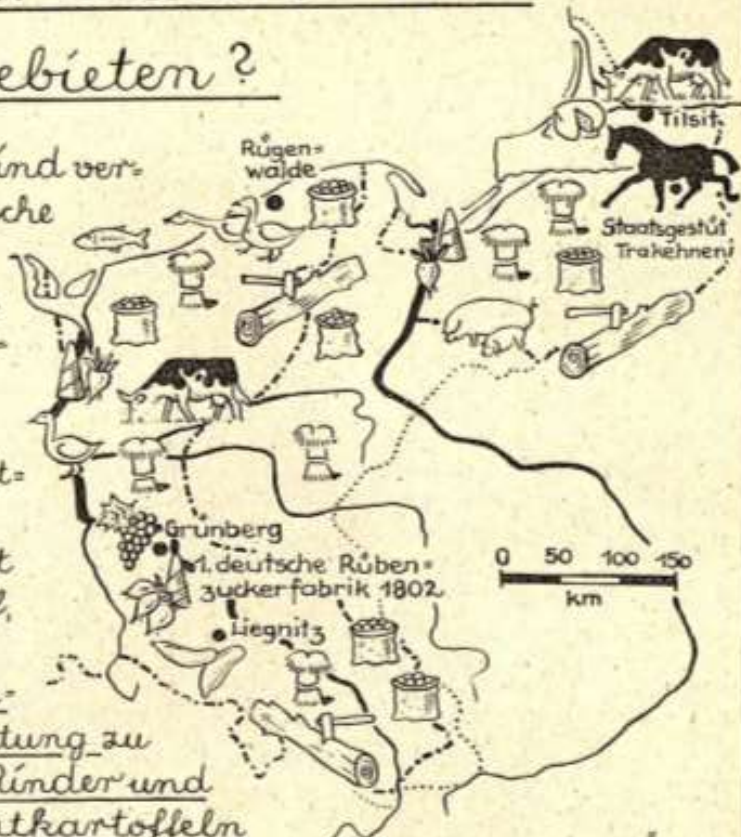 ebieten?
ind ver=
che
Rügen=
walde
Tilsit
Staatsgestüt
Trakehnen
t=
Grünberg
1. deutsche Rüben=
zuckerfabrik 1802
Liegnitz
0 50 100 150
km
tung zu
Rinder und
atkartoffeln